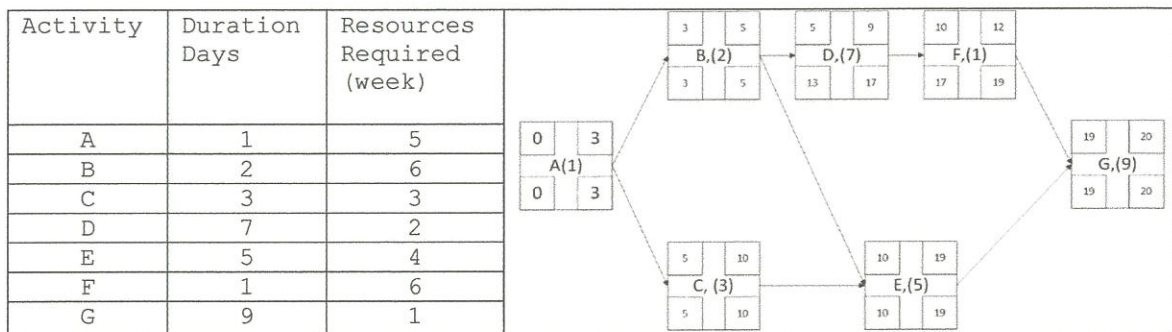 Activity Duration Days Resources Required (week)
A 1 5
B 2 6
C 3 3
D 7 2
E 5 4
F 1 6
G 9 1
0 3
A(1)
0 3
3 5
B,(2)
3 5
5 9
D,(7)
13 17
10 12
F,(1)
17 19
5 10
C, (3)
5 10
10 19
E,(5)
10 19
19 20
G,(9)
19 20